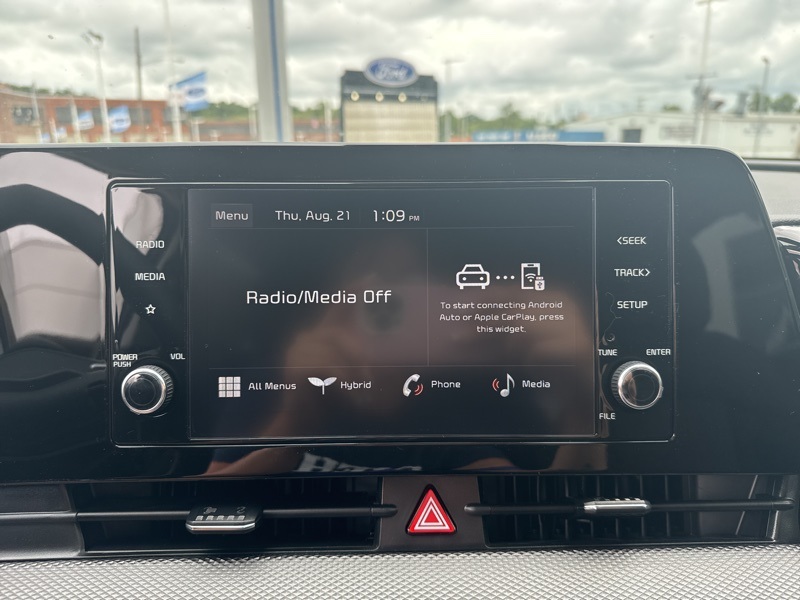 Ford
Menu Thu, Aug. 21 1:09 PM
RADIO
MEDIA
POWER
PUSH
VOL
Radio/Media Off
To start connecting Android
Auto or Apple CarPlay, press
this widget.
All Menus Hybrid Phone Media
<SEEK
TRACK>
SETUP
TUNE
ENTER
FILE